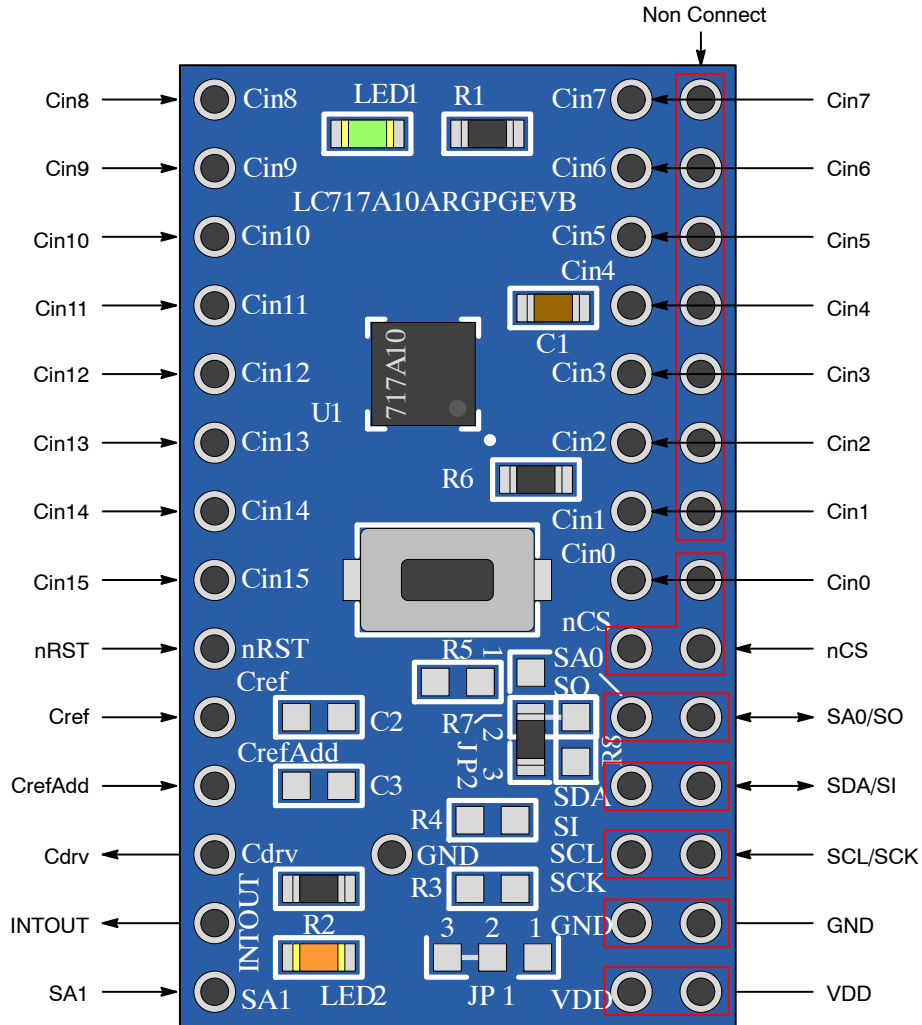 Non Connect
Cin8 Cin8 LED1 R1 Cin7 Cin7
Cin9 Cin9 Cin6 Cin6
LC717A10ARGPGEVB
Cin10 Cin10 Cin5 Cin5
Cin4
Cin11 Cin11 Cin4
C1
717A10
Cin12 Cin12 Cin3 Cin3
U1
Cin13 Cin13 Cin2 Cin2
R6
Cin14 Cin14 Cin1 Cin1
Cin0
Cin15 Cin15 Cin0
nCS
nRST nRST R5 1 SA0 nCS
Cref SO
Cref C2 R7 2 SA0/SO
CrefAdd JP2 3 R8
CrefAdd C3 SDA SDA/SI
R4 SI
Cdrv Cdrv GND SCL SCL/SCK
R3 SCK
INTOUT INTOUT R2 3 2 1 GND GND
SA1 SA1 LED2 JP 1 VDD VDD